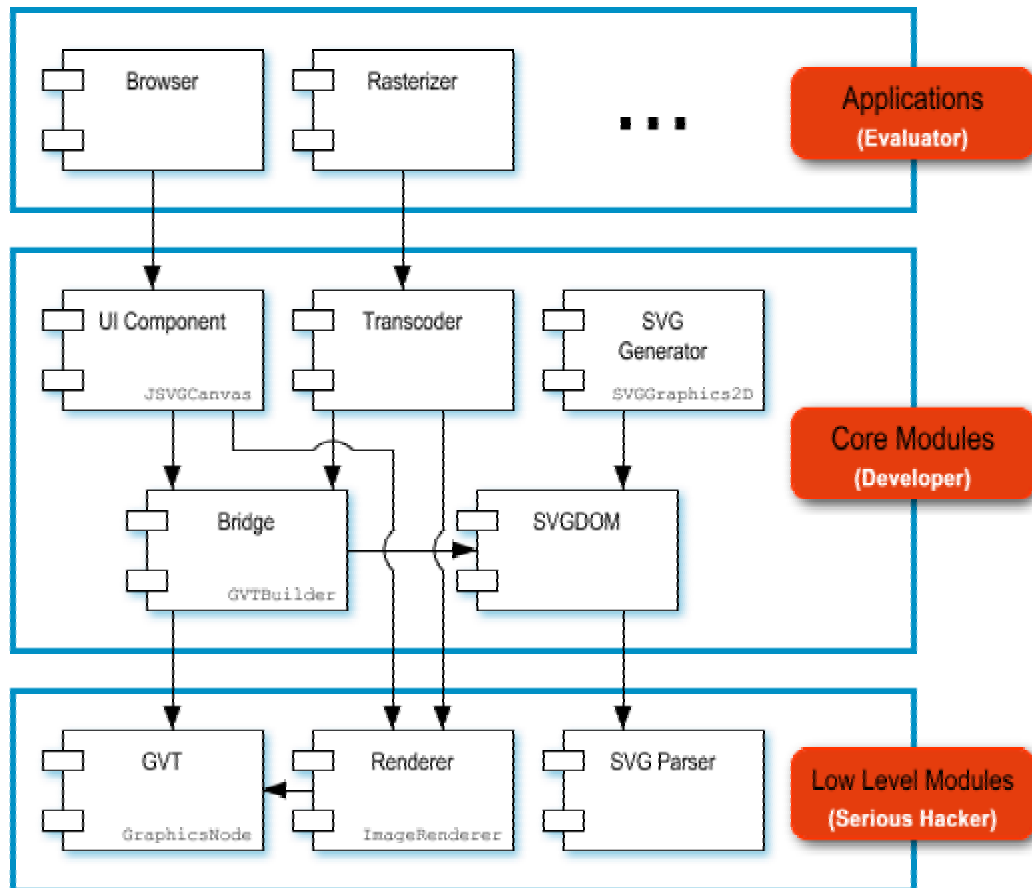 Browser
Rasterizer
...
Applications
(Evaluator)
UI Component
JSVGCanvas
Transcoder
SVG
Generator
SVGGraphics2D
Core Modules
(Developer)
Bridge
GVTBuilder
SVGDOM
GVT
GraphicsNode
Renderer
ImageRenderer
SVG Parser
Low Level Modules
(Serious Hacker)